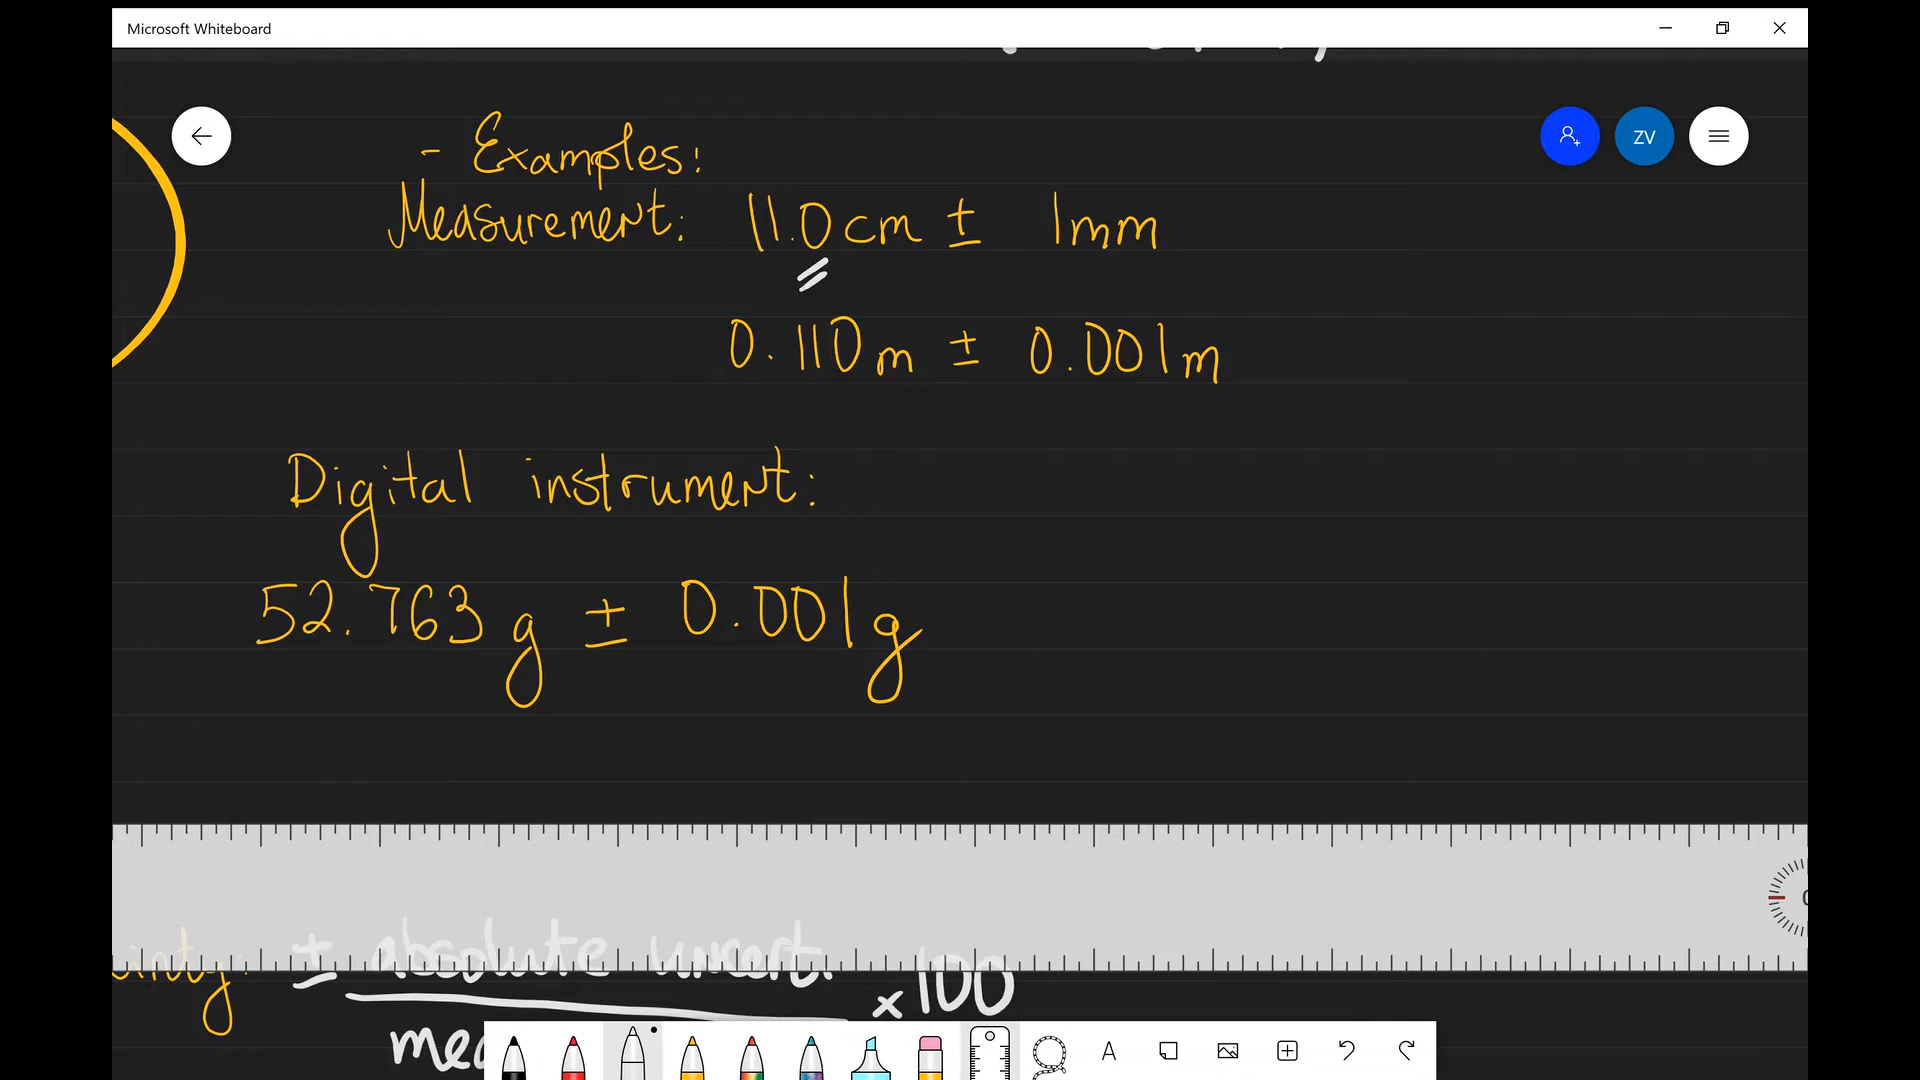 Microsoft Whiteboard
ZV
- Examples:
Measurement: 11.0 cm ± 1mm
0.110 m ± 0.001 m
Digital instrument:
52.763 g ± 0.001 g
± absolute uncert.
× 100
A